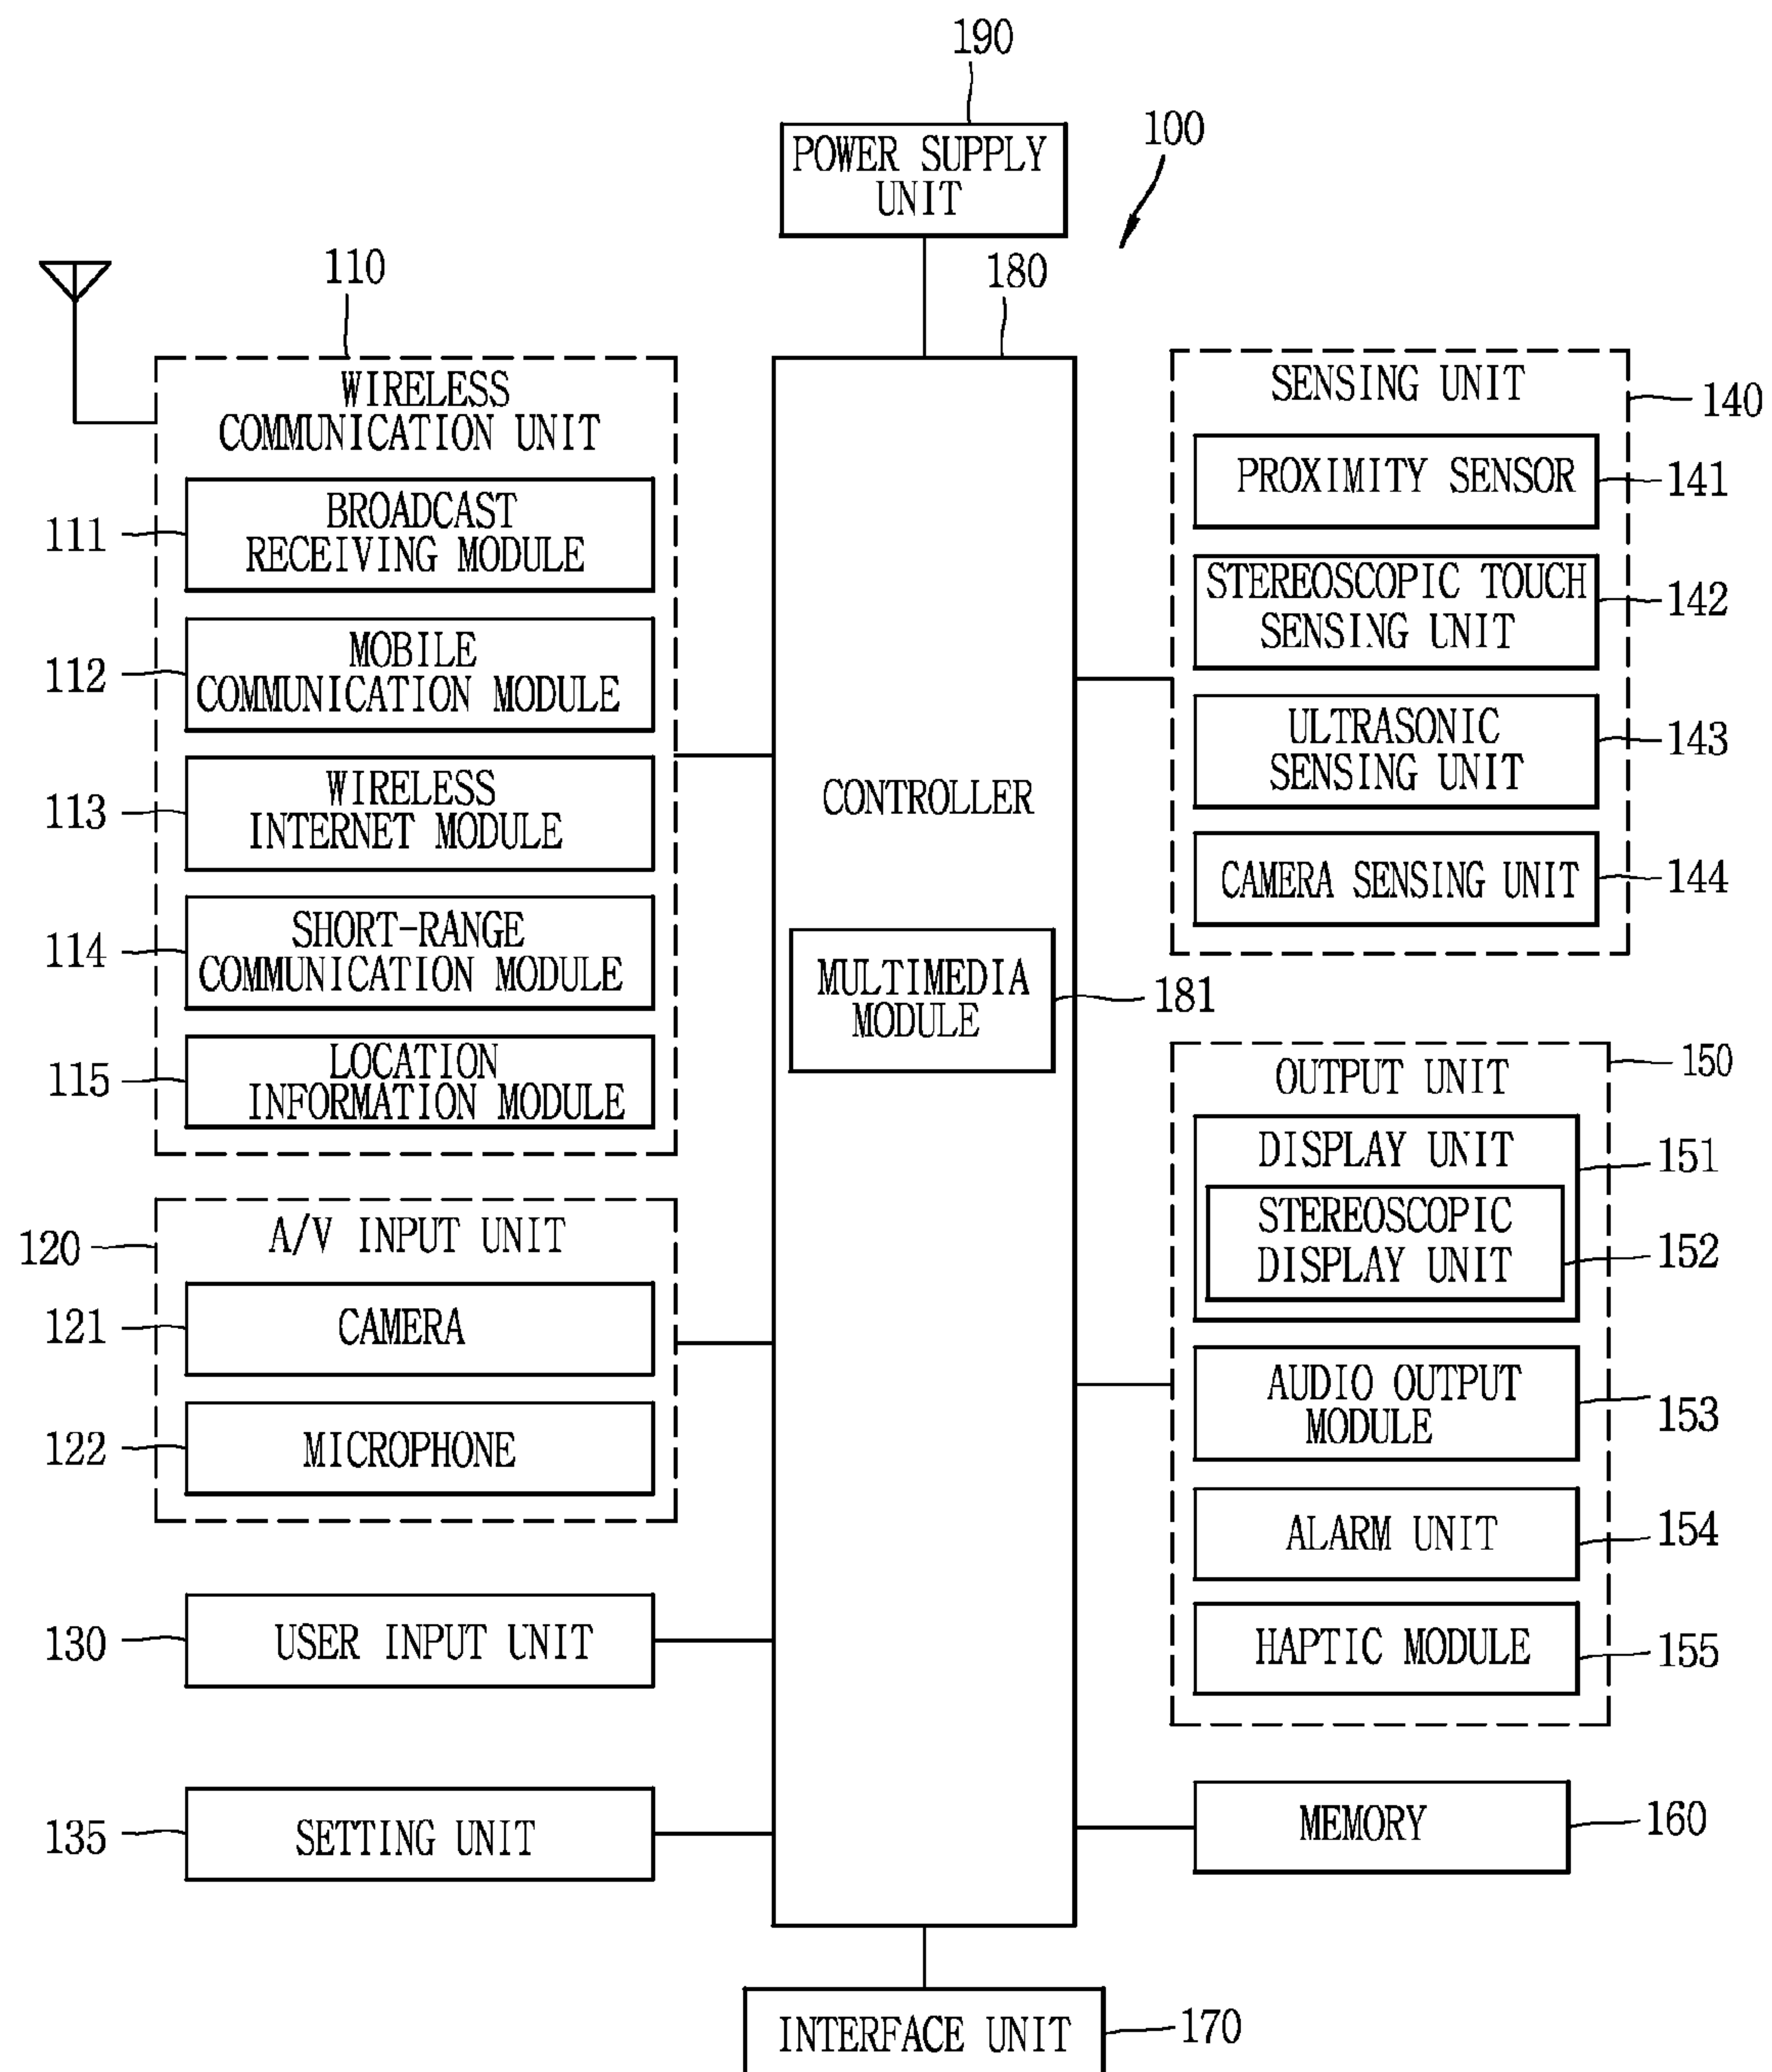 190
POWER SUPPLY
UNIT
100
110
180
WIRELESS
COMMUNICATION UNIT
111
BROADCAST
RECEIVING MODULE
112
MOBILE
COMMUNICATION MODULE
113
WIRELESS
INTERNET MODULE
114
SHORT-RANGE
COMMUNICATION MODULE
115
LOCATION
INFORMATION MODULE
120
A/V INPUT UNIT
121
CAMERA
122
MICROPHONE
130
USER INPUT UNIT
135
SETTING UNIT
CONTROLLER
MULTIMEDIA
MODULE
181
SENSING UNIT
140
PROXIMITY SENSOR
141
STEREOSCOPIC TOUCH
SENSING UNIT
142
ULTRASONIC
SENSING UNIT
143
CAMERA SENSING UNIT
144
OUTPUT UNIT
150
DISPLAY UNIT
151
STEREOSCOPIC
DISPLAY UNIT
152
AUDIO OUTPUT
MODULE
153
ALARM UNIT
154
HAPTIC MODULE
155
MEMORY
160
INTERFACE UNIT
170